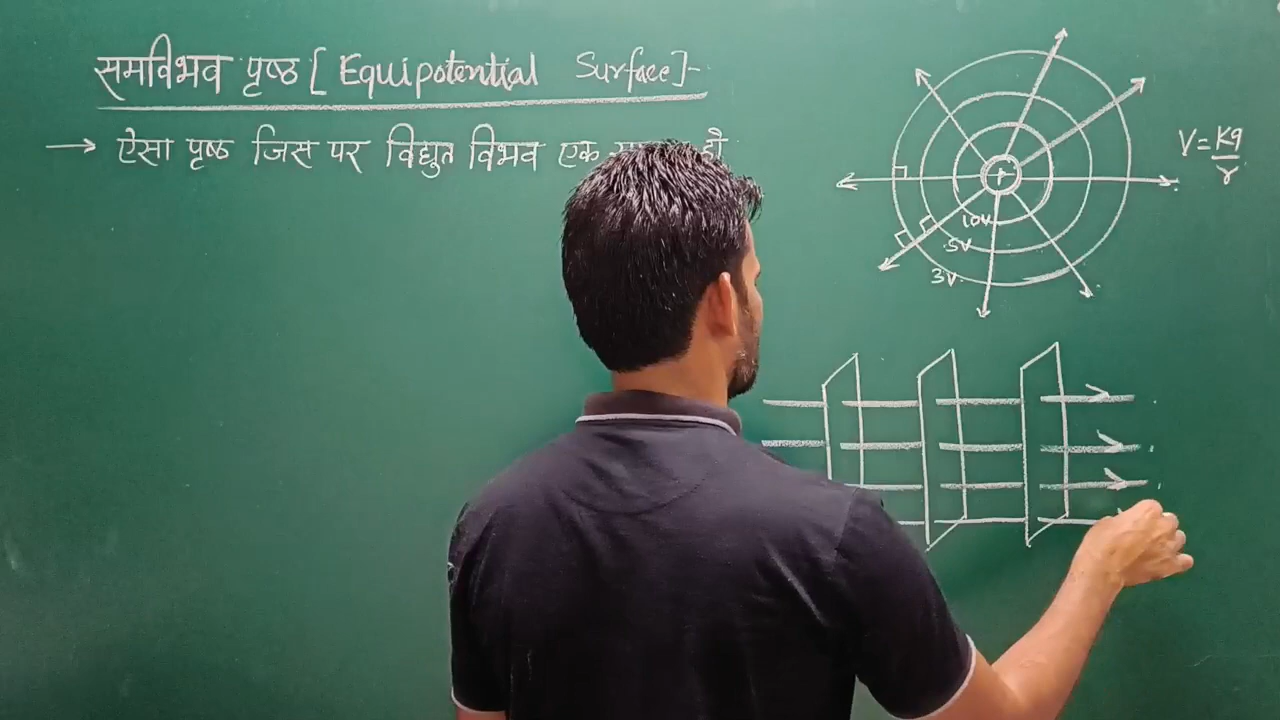 समविभव पृष्ठ [ Equipotential Surface ]-
→ ऐसा पृष्ठ जिस पर विद्युत विभव एक हो
V = Kq/r
10V
5V
3V